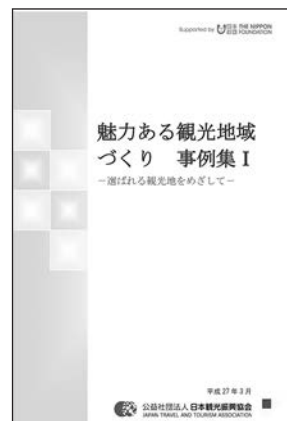 Supported by 日本財団 THE NIPPON FOUNDATION
魅力ある観光地域
づくり 事例集 I
−選ばれる観光地をめざして−
平成27年3月
公益社団法人 日本観光振興協会
JAPAN TRAVEL AND TOURISM ASSOCIATION